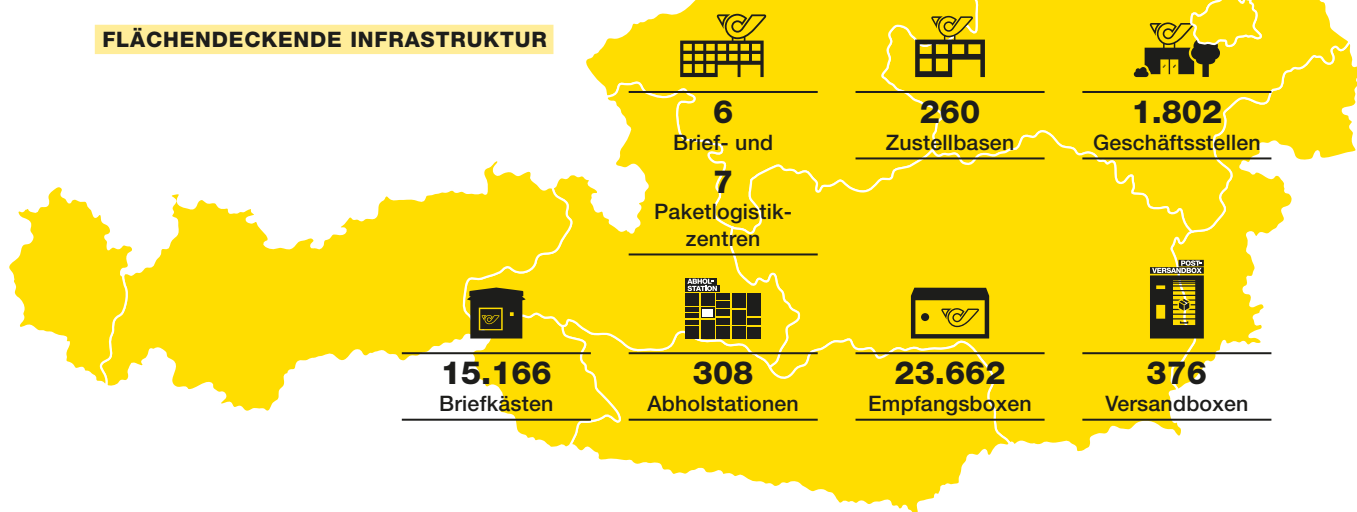 FLÄCHENDECKENDE INFRASTRUKTUR
6
Brief- und
7
Paketlogistik-
zentren
260
Zustellbasen
1.802
Geschäftsstellen
15.166
Briefkästen
ABHOL-
STATION
308
Abholstationen
23.662
Empfangsboxen
POST-
VERSANDBOX
376
Versandboxen